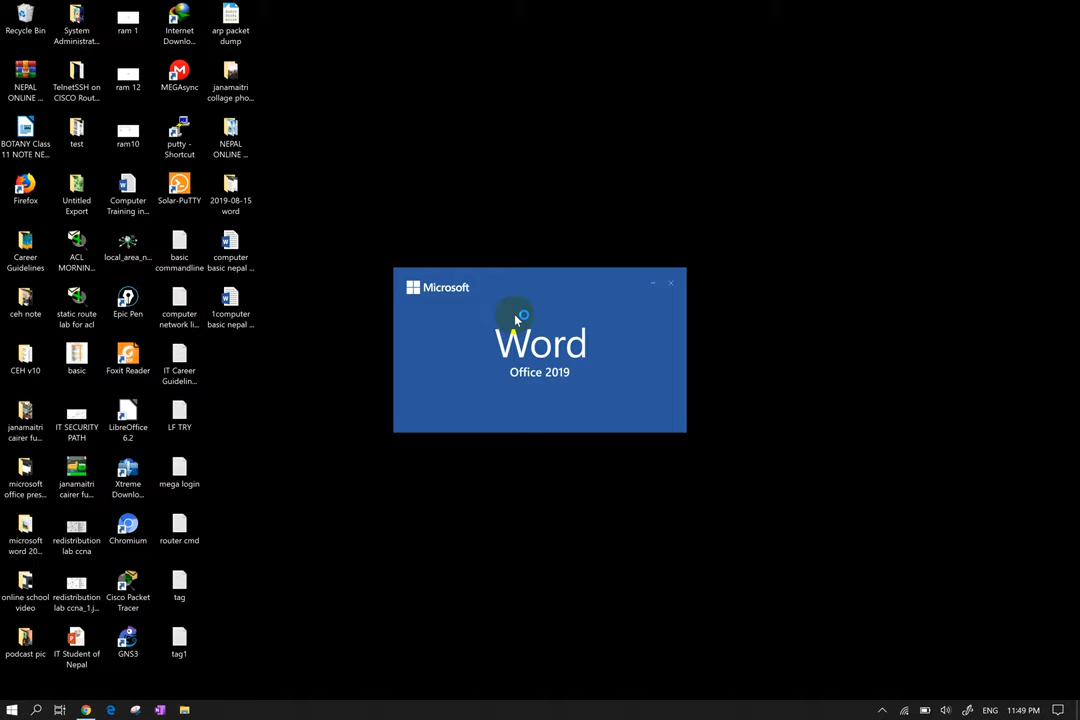 Recycle Bin
System
Administrat...
ram 1
Internet
Downlo...
arp packet
dump
NEPAL
ONLINE ...
TelnetSSH on
CISCO Rout...
ram 12
MEGAsync
janamaitri
collage pho...
BOTANY Class
11 NOTE NE...
test
ram10
putty -
Shortcut
NEPAL
ONLINE ...
Firefox
Untitled
Export
Computer
Training in...
Solar-PuTTY
2019-08-15
word
Career
Guidelines
ACL
MORNIN...
local_area_n...
basic
commandline
computer
basic nepal ...
ceh note
static route
lab for acl
Epic Pen
computer
network li...
1computer
basic nepal ...
CEH v10
basic
Foxit Reader
IT Career
Guidelin...
janamaitri
cairer fu...
IT SECURITY
PATH
LibreOffice
6.2
LF TRY
microsoft
office pres...
janamaitri
cairer fu...
Xtreme
Downlo...
mega login
microsoft
word 20...
redistribution
lab ccna
Chromium
router cmd
online school
video
redistribution
lab ccna_1.j...
Cisco Packet
Tracer
tag
podcast pic
IT Student of
Nepal
GNS3
tag1
Microsoft
Word
Office 2019
ENG
11:49 PM